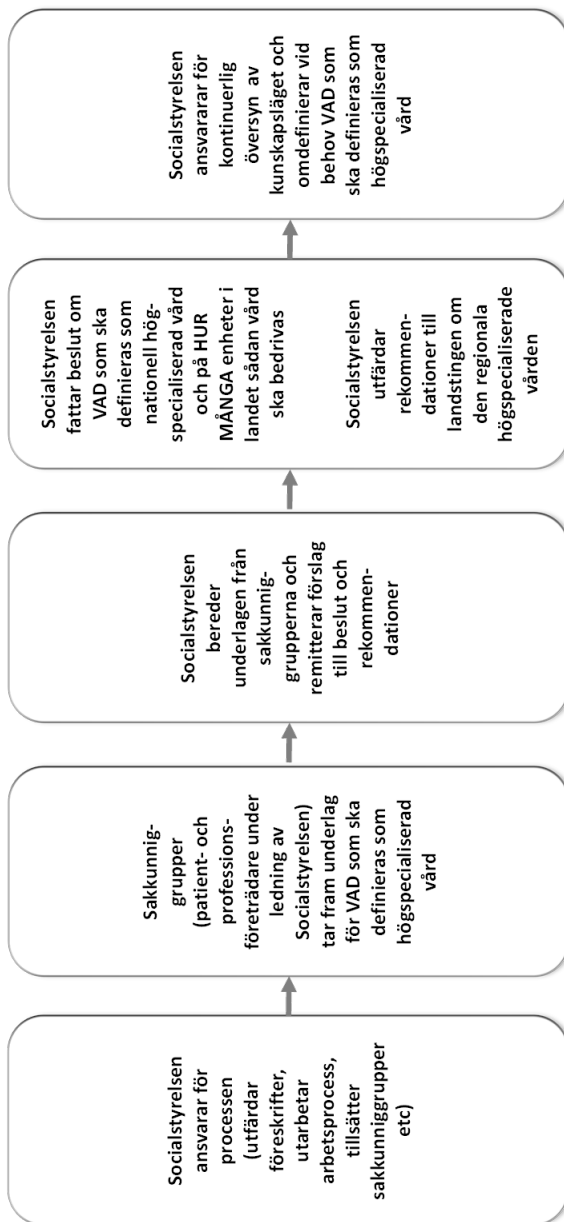 Socialstyrelsen
ansvarar för
processen
(utfärdar
föreskrifter,
utarbetar
arbetsprocess,
tillsätter
sakkunniggrupper
etc)
Sakkunnig-
grupper
(patient- och
professions-
företrädare under
ledning av
Socialstyrelsen)
tar fram underlag
för VAD som ska
definieras som
högspecialiserad
vård
Socialstyrelsen
bereder
underlagen från
sakkunnig-
grupperna och
remitterar förslag
till beslut och
rekommen-
dationer
Socialstyrelsen
fattar beslut om
VAD som ska
definieras som
nationell hög-
specialiserad vård
och på HUR
MÅNGA enheter i
landet sådan vård
ska bedrivas
Socialstyrelsen
utfärdar
rekommen-
dationer till
landstingen om
den regionala
högspecialiserade
vården
Socialstyrelsen
ansvararar för
kontinuerlig
översyn av
kunskapsläget och
omdefinierar vid
behov VAD som
ska definieras som
högspecialiserad
vård